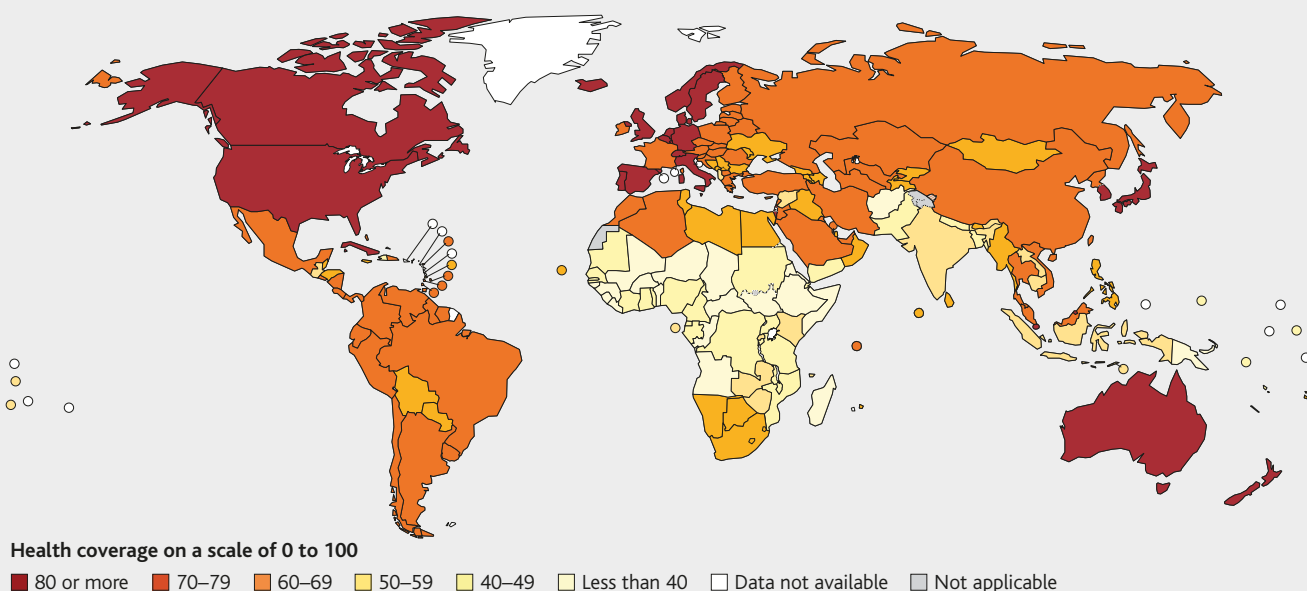 Health coverage on a scale of 0 to 100
80 or more 70–79 60–69 50–59 40–49 Less than 40 Data not available Not applicable